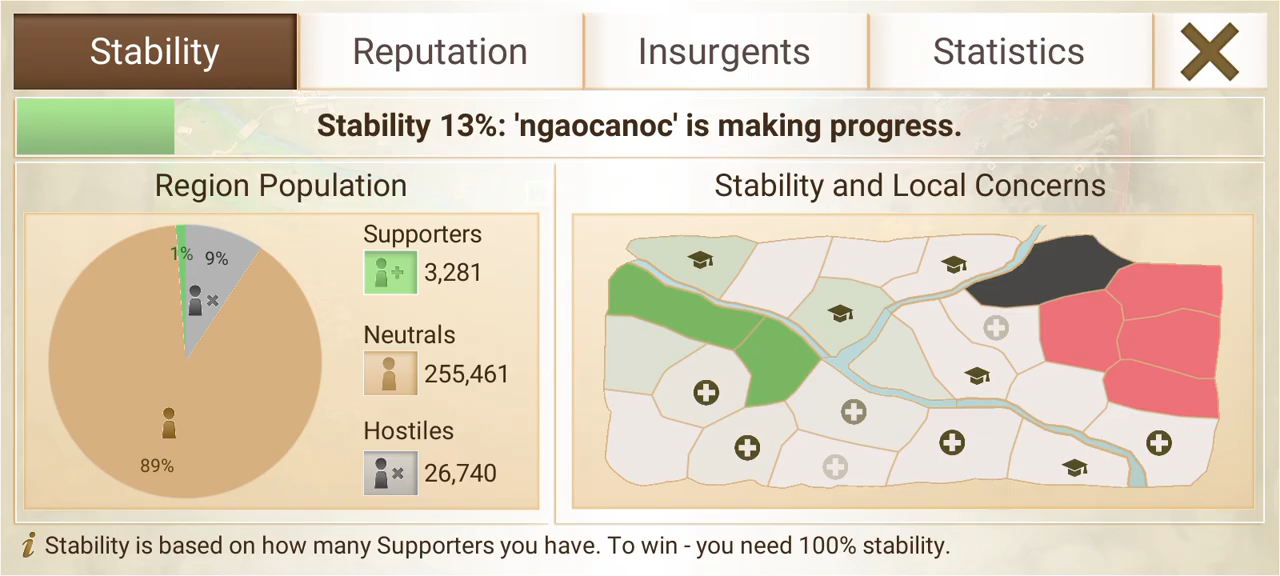 Stability
Reputation
Insurgents
Statistics
Stability 13%: 'ngaocanoc' is making progress.
Region Population
1%
9%
89%
Supporters
3,281
Neutrals
255,461
Hostiles
26,740
Stability and Local Concerns
i Stability is based on how many Supporters you have. To win - you need 100% stability.